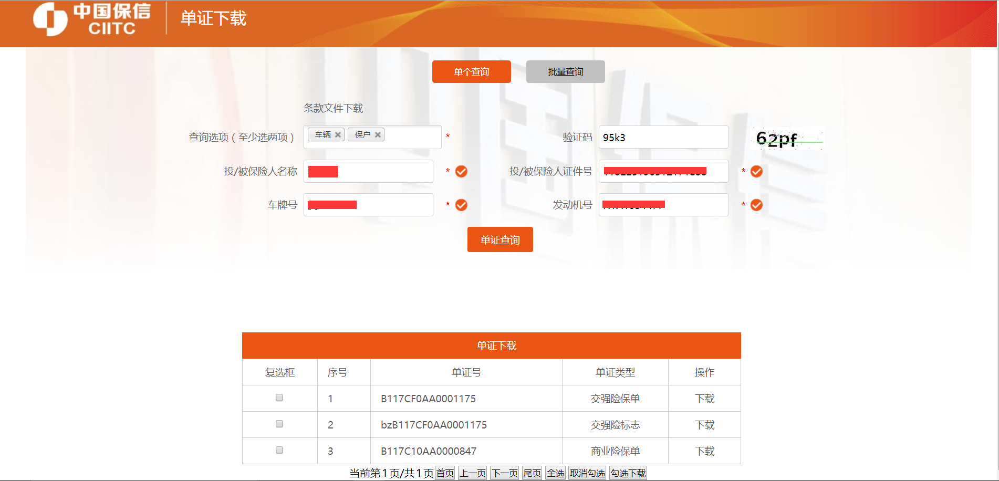 中国保信
CIITC
单证下载
单个查询
批量查询
条款文件下载
查询选项（至少选两项）
车辆 ×
保户 ×
*
验证码
95k3
62pf
投/被保险人名称
*
投/被保险人证件号
*
车牌号
*
发动机号
*
单证查询
单证下载
复选框 序号 单证号 单证类型 操作
1 B117CF0AA0001175 交强险保单 下载
2 bzB117CF0AA0001175 交强险标志 下载
3 B117C10AA0000847 商业险保单 下载
当前第1页/共1页 首页 上一页 下一页 尾页 全选 取消勾选 勾选下载